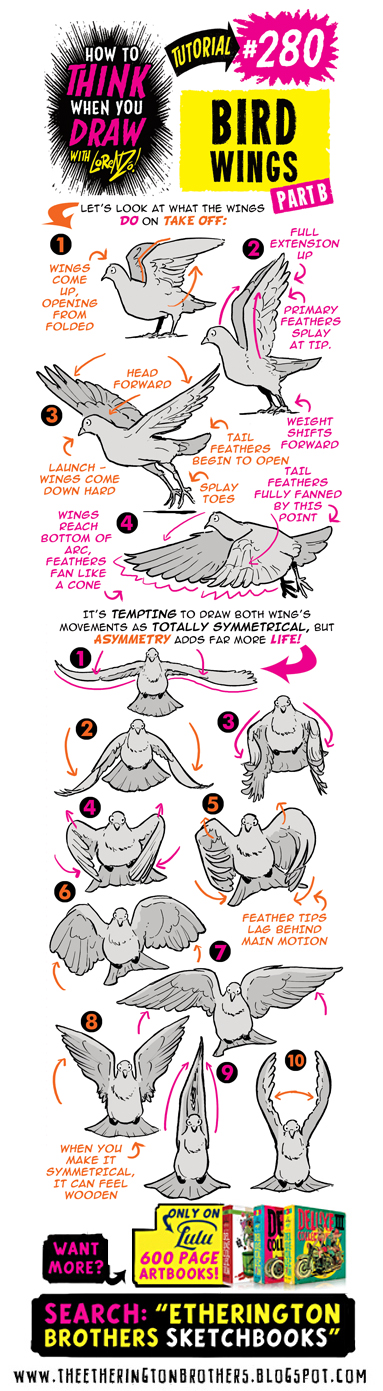 HOW TO
THINK
WHEN YOU
DRAW
WITH LORENZO!
TUTORIAL
#280
BIRD
WINGS
PART B
LET'S LOOK AT WHAT THE WINGS
DO ON TAKE OFF:
1
WINGS
COME
UP,
OPENING
FROM
FOLDED
2
FULL
EXTENSION
UP
PRIMARY
FEATHERS
SPLAY
AT TIP.
WEIGHT
SHIFTS
FORWARD
3
HEAD
FORWARD
LAUNCH –
WINGS COME
DOWN HARD
TAIL
FEATHERS
BEGIN TO OPEN
SPLAY
TOES
4
WINGS
REACH
BOTTOM OF
ARC,
FEATHERS
FAN LIKE
A CONE
TAIL
FEATHERS
FULLY FANNED
BY THIS
POINT
IT'S TEMPTING TO DRAW BOTH WING'S
MOVEMENTS AS TOTALLY SYMMETRICAL, BUT
ASYMMETRY ADDS FAR MORE LIFE!
1
2
3
4
5
FEATHER TIPS
LAG BEHIND
MAIN MOTION
6
7
8
WHEN YOU
MAKE IT
SYMMETRICAL,
IT CAN FEEL
WOODEN
9
10
WANT
MORE?
ONLY ON
Lulu
600 PAGE
ARTBOOKS!
DELUXE
III
SEARCH: "ETHERINGTON
BROTHERS SKETCHBOOKS"
WWW.THEETHERINGTONBROTHERS.BLOGSPOT.COM